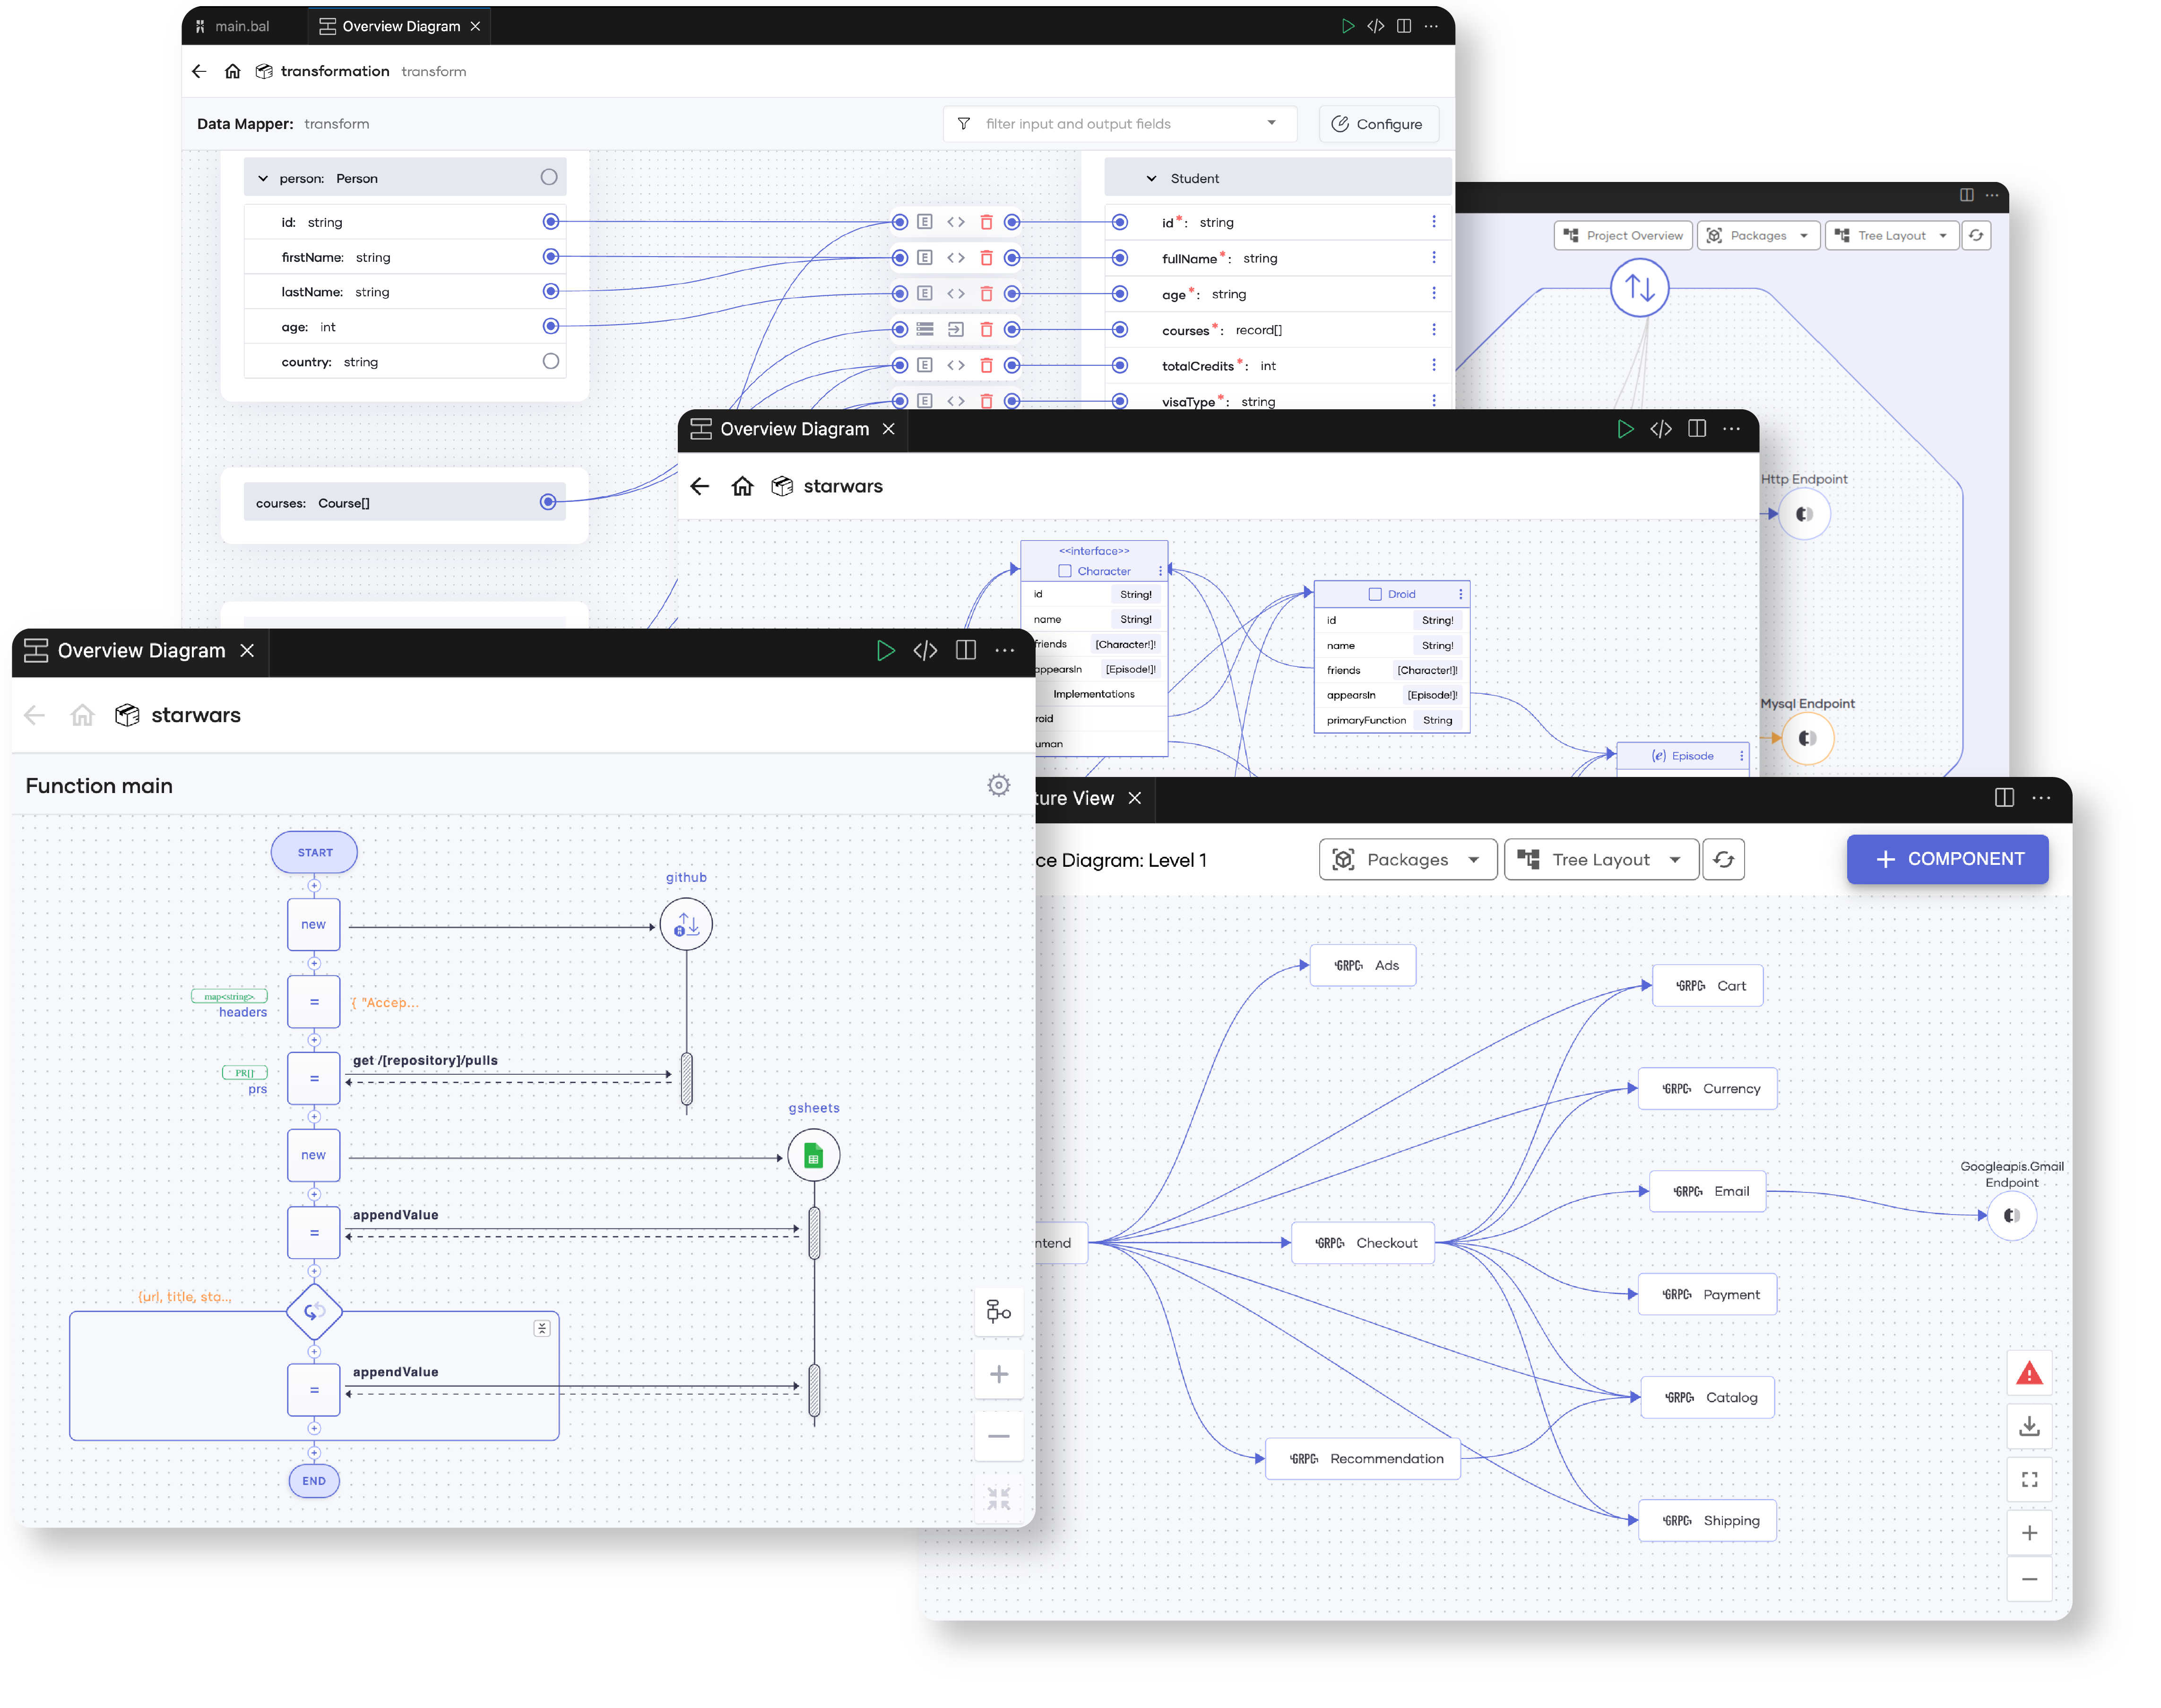 main.bal
Overview Diagram
transformation transform
Data Mapper: transform
filter input and output fields
Configure
person: Person
id: string
firstName: string
lastName: string
age: int
country: string
courses: Course[]
Student
id*: string
fullName*: string
age*: string
courses*: record[]
totalCredits*: int
visaType*: string
Project Overview
Packages
Tree Layout
Http Endpoint
Mysql Endpoint
Overview Diagram
starwars
<<interface>>
Character
id String!
name String!
friends [Character!]!
appearsIn [Episode!]!
Implementations
roid
uman
Droid
id String!
name String!
friends [Character!]!
appearsIn [Episode!]!
primaryFunction String
(e) Episode
Overview Diagram
starwars
Function main
START
github
new
map<string>
headers
=
{ "Accep...
get /[repository]/pulls
PR[]
prs
=
gsheets
new
appendValue
=
{url, title, sta...
appendValue
=
END
ture View
ce Diagram: Level 1
Packages
Tree Layout
+ COMPONENT
GRPC Ads
GRPC Cart
GRPC Currency
GRPC Email
Googleapis.Gmail
Endpoint
ntend
GRPC Checkout
GRPC Payment
GRPC Catalog
GRPC Recommendation
GRPC Shipping